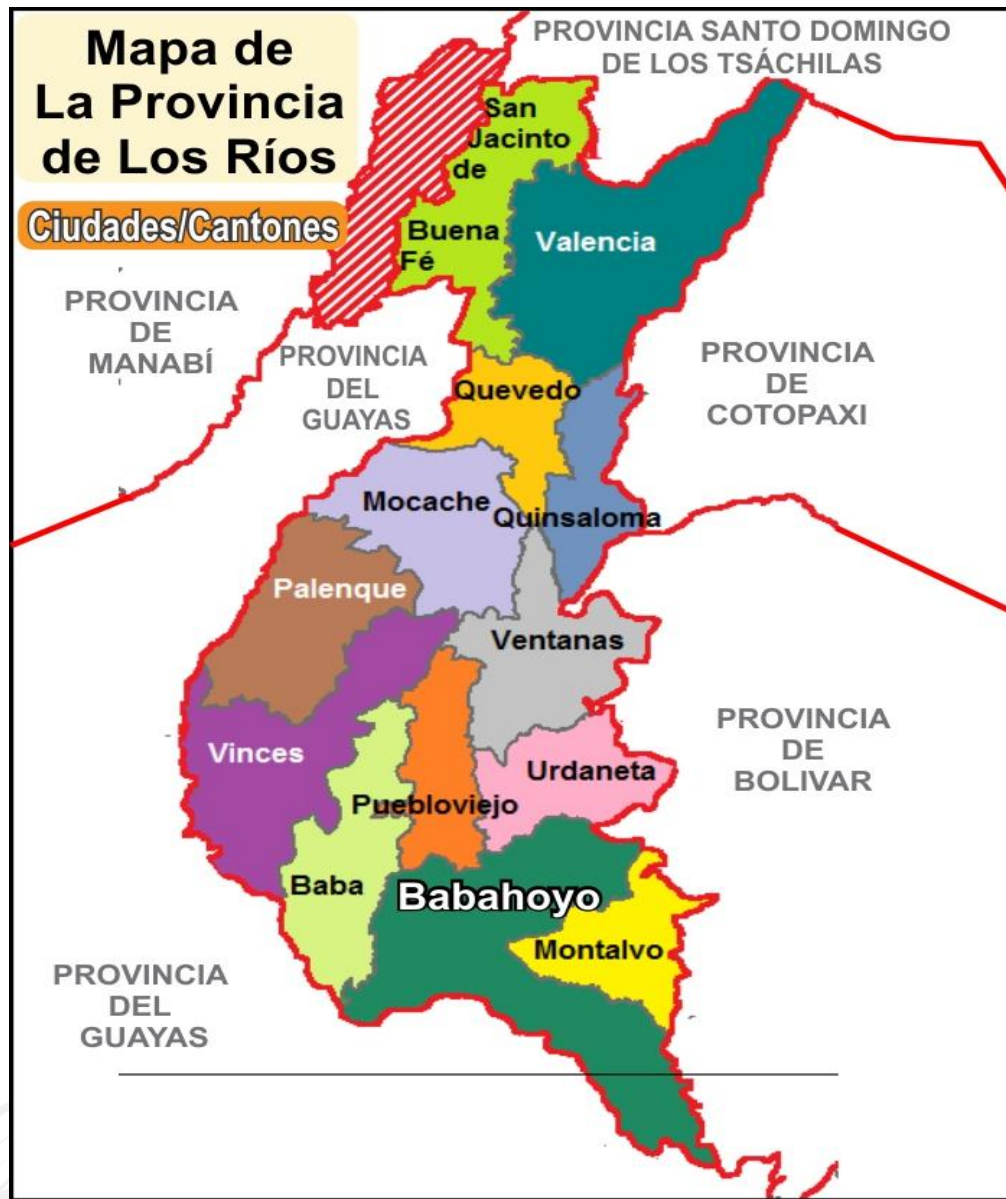 Mapa de
La Provincia
de Los Ríos
Ciudades/Cantones
PROVINCIA SANTO DOMINGO
DE LOS TSÁCHILAS
San
Jacinto
de
Buena
Fé
Valencia
PROVINCIA
DE
MANABÍ
PROVINCIA
DEL
GUAYAS
PROVINCIA
DE
COTOPAXI
Quevedo
Mocache
Quinsaloma
Palenque
Ventanas
Vinces
Urdaneta
PROVINCIA
DE
BOLIVAR
Puebloviejo
Baba
Babahoyo
Montalvo
PROVINCIA
DEL
GUAYAS